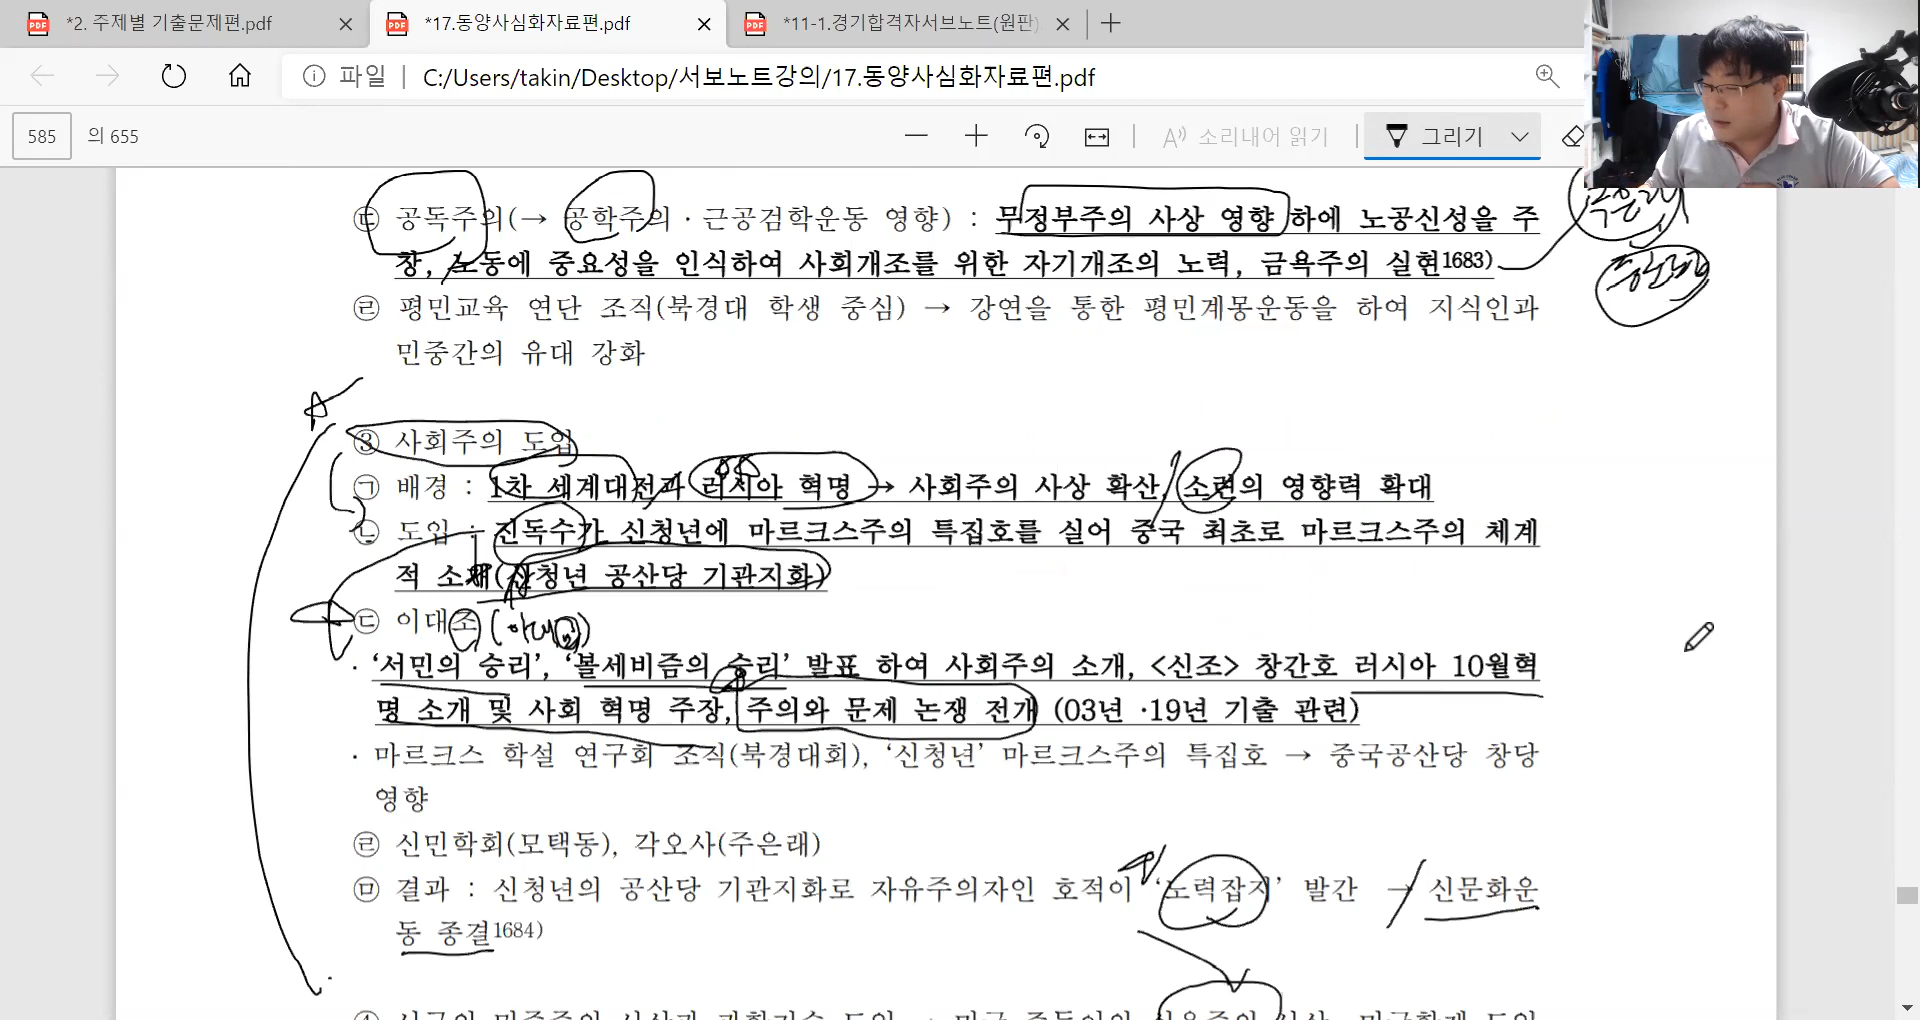 *2. 주제별 기출문제편.pdf
*17.동양사심화자료편.pdf
*11-1.경기합격자서브노트(원판)
파일
C:/Users/takin/Desktop/서보노트강의/17.동양사심화자료편.pdf
585 의 655
소리내어 읽기
그리기
㉢ 공독주의(→ 공학주의 · 근공검학운동 영향) : 무정부주의 사상 영향 하에 노공신성을 주
창, 노동에 중요성을 인식하여 사회개조를 위한 자기개조의 노력, 금욕주의 실현1683)
㉣ 평민교육 연단 조직(북경대 학생 중심) → 강연을 통한 평민계몽운동을 하여 지식인과
민중간의 유대 강화
③ 사회주의 도입
㉠ 배경 : 1차 세계대전과 러시아 혁명 → 사회주의 사상 확산, 소련의 영향력 확대
㉡ 도입 : 진독수가 신청년에 마르크스주의 특집호를 실어 중국 최초로 마르크스주의 체계
적 소개(신청년 공산당 기관지화)
㉢ 이대조
· ‘서민의 승리’, ‘볼세비즘의 승리’ 발표 하여 사회주의 소개, <신조> 창간호 러시아 10월혁
명 소개 및 사회 혁명 주장, 주의와 문제 논쟁 전개 (03년 ·19년 기출 관련)
· 마르크스 학설 연구회 조직(북경대회), ‘신청년’ 마르크스주의 특집호 → 중국공산당 창당
영향
㉣ 신민학회(모택동), 각오사(주은래)
㉤ 결과 : 신청년의 공산당 기관지화로 자유주의자인 호적이 ‘노력잡지’ 발간 → 신문화운
동 종결1684)